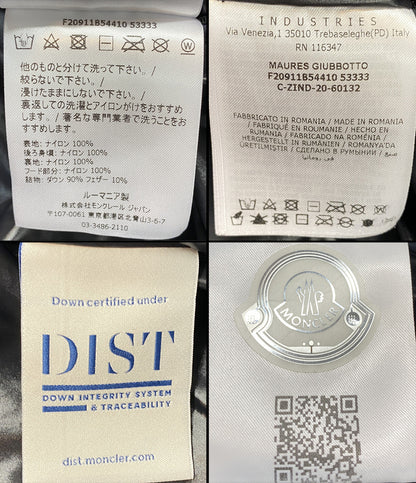 F20911B54410 53333
他のものと分けて洗って下さい。/
絞らないで下さい。/
浸けたままにしないで下さい。/
裏返しての洗濯とアイロンがけをおすすめ
します。/ 著名な専門業者で洗うことをお
すすめします。
表地: ナイロン 100%
後ろ身頃: ナイロン 100%
裏地: ナイロン 100%
フード部分: ナイロン 100%
詰物: ダウン 90% フェザー 10%
ルーマニア製
株式会社モンクレール ジャパン
〒107-0061 東京都港区北青山3-6-7
03-3486-2110
INDUSTRIES
Via Venezia,1 35010 Trebaseleghe(PD) Italy
RN 116347
MAURES GIUBBOTTO
F20911B54410 53333
C-ZIND-20-60132
FABBRICATO IN ROMANIA / MADE IN ROMANIA
/ FABRIQUÉ EN ROUMANIE / HECHO EN
RUMANÍA / FABRICADO NA ROMÉNIA /
HERGESTELLT IN RUMÄNIEN / ROMANYA'DA
ÜRETİLMİŞTİR / СДЕЛАНО В РУМЫНИИ /
Down certified under
DIST
DOWN INTEGRITY SYSTEM
& TRACEABILITY
dist.moncler.com
MONCLER